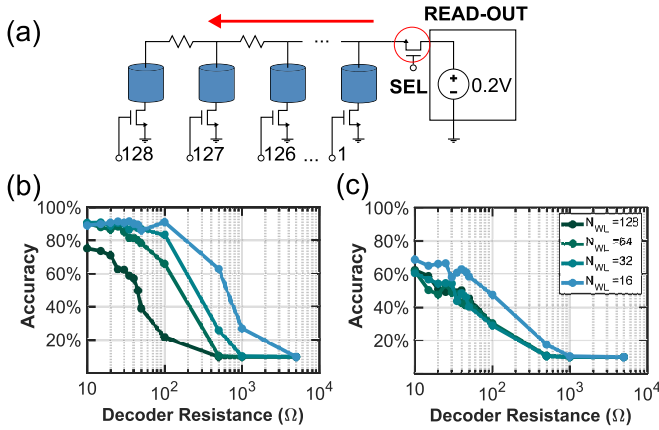 (a)
READ-OUT
...
SEL
0.2V
128
127
126 ...
1
(b)
100%
80%
60%
40%
20%
Accuracy
10
10²
10³
10⁴
Decoder Resistance (Ω)
(c)
100%
80%
60%
40%
20%
Accuracy
10
10²
10³
10⁴
Decoder Resistance (Ω)
N_WL =128
N_WL =64
N_WL =32
N_WL =16